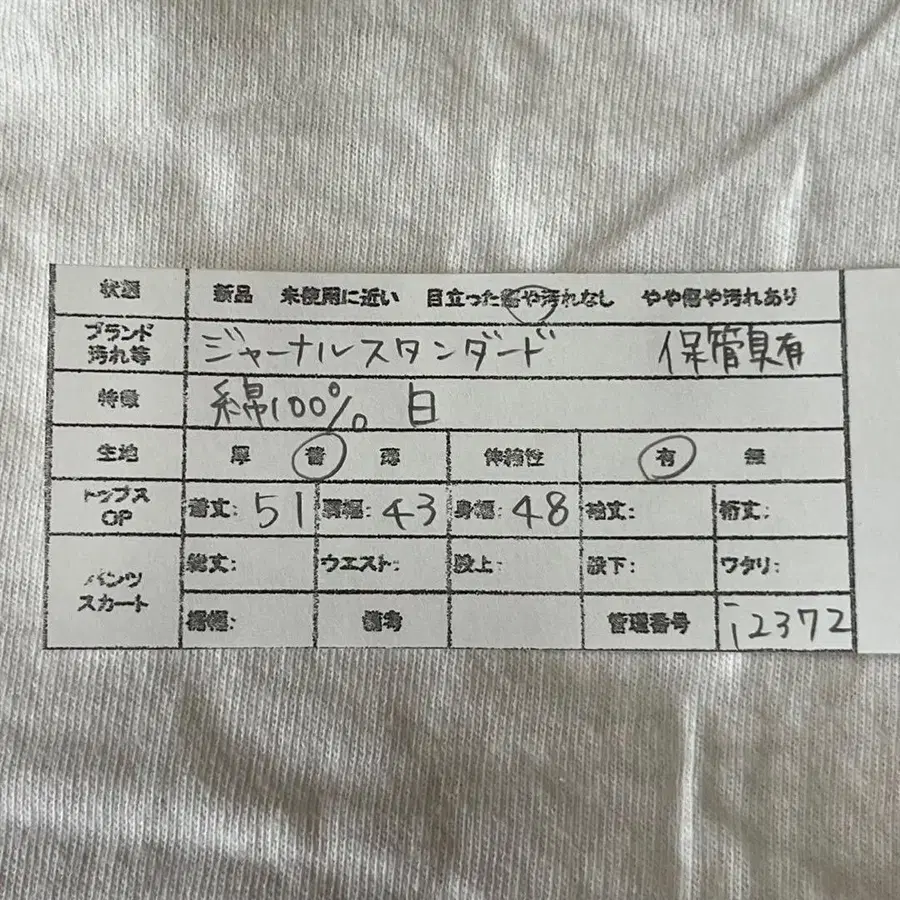 状態 新品 未使用に近い 目立った傷や汚れなし やや傷や汚れあり
ブランド
汚れ等 ジャーナルスタンダード 保管臭有
特徴 綿100% 白
生地 厚 普 薄 伸縮性 有 無
トップス
OP 着丈: 51 肩幅: 43 身幅: 48 袖丈: 裄丈:
パンツ
スカート 総丈: ウエスト: 股上: 股下: ワタリ:
裾幅: 備考 管理番号 i2372